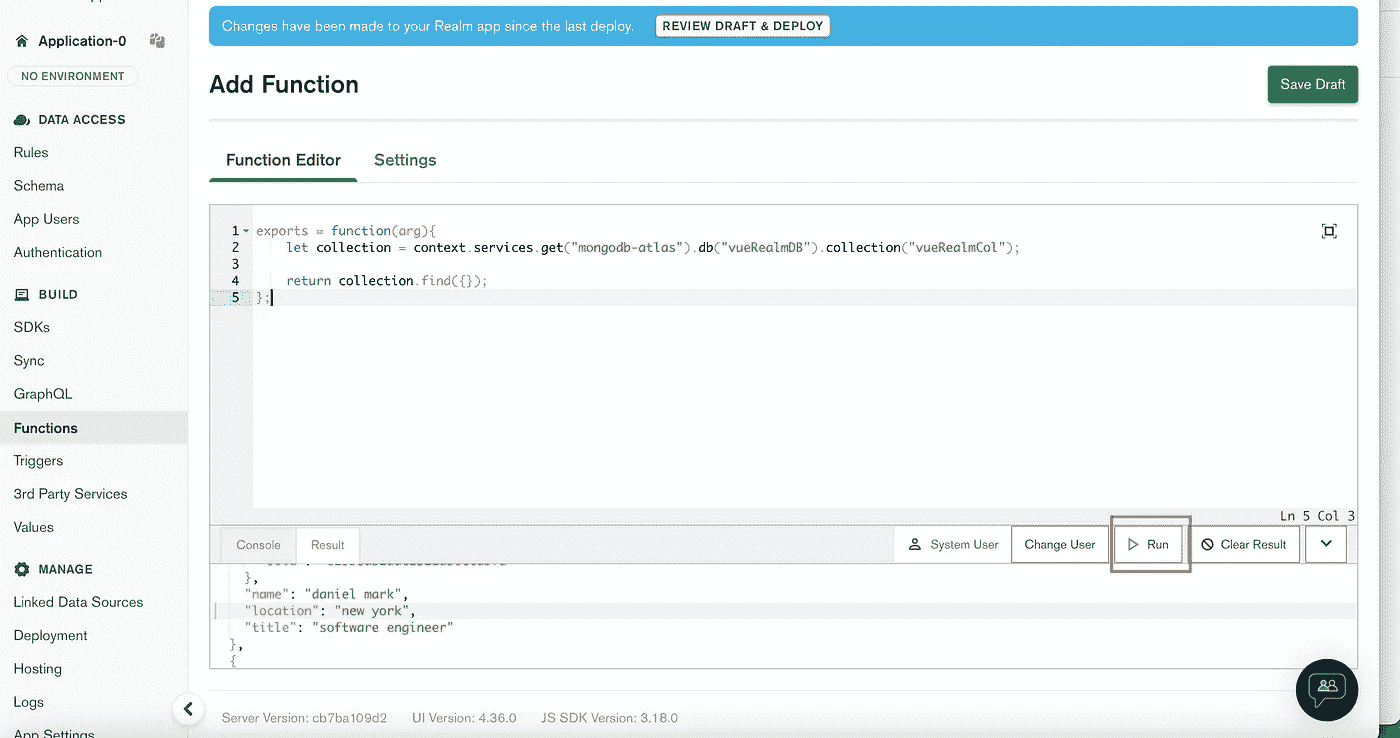 Changes have been made to your Realm app since the last deploy. REVIEW DRAFT & DEPLOY
Application-0
NO ENVIRONMENT
DATA ACCESS
Rules
Schema
App Users
Authentication
BUILD
SDKs
Sync
GraphQL
Functions
Triggers
3rd Party Services
Values
MANAGE
Linked Data Sources
Deployment
Hosting
Logs
App Settings
Add Function
Save Draft
Function Editor Settings
1 exports = function(arg){
2 let collection = context.services.get("mongodb-atlas").db("vueRealmDB").collection("vueRealmCol");
3
4 return collection.find({});
5 };
Ln 5 Col 3
Console Result System User Change User Run Clear Result
},
"name": "daniel mark",
"location": "new york",
"title": "software engineer"
},
{
Server Version: cb7ba109d2 UI Version: 4.36.0 JS SDK Version: 3.18.0